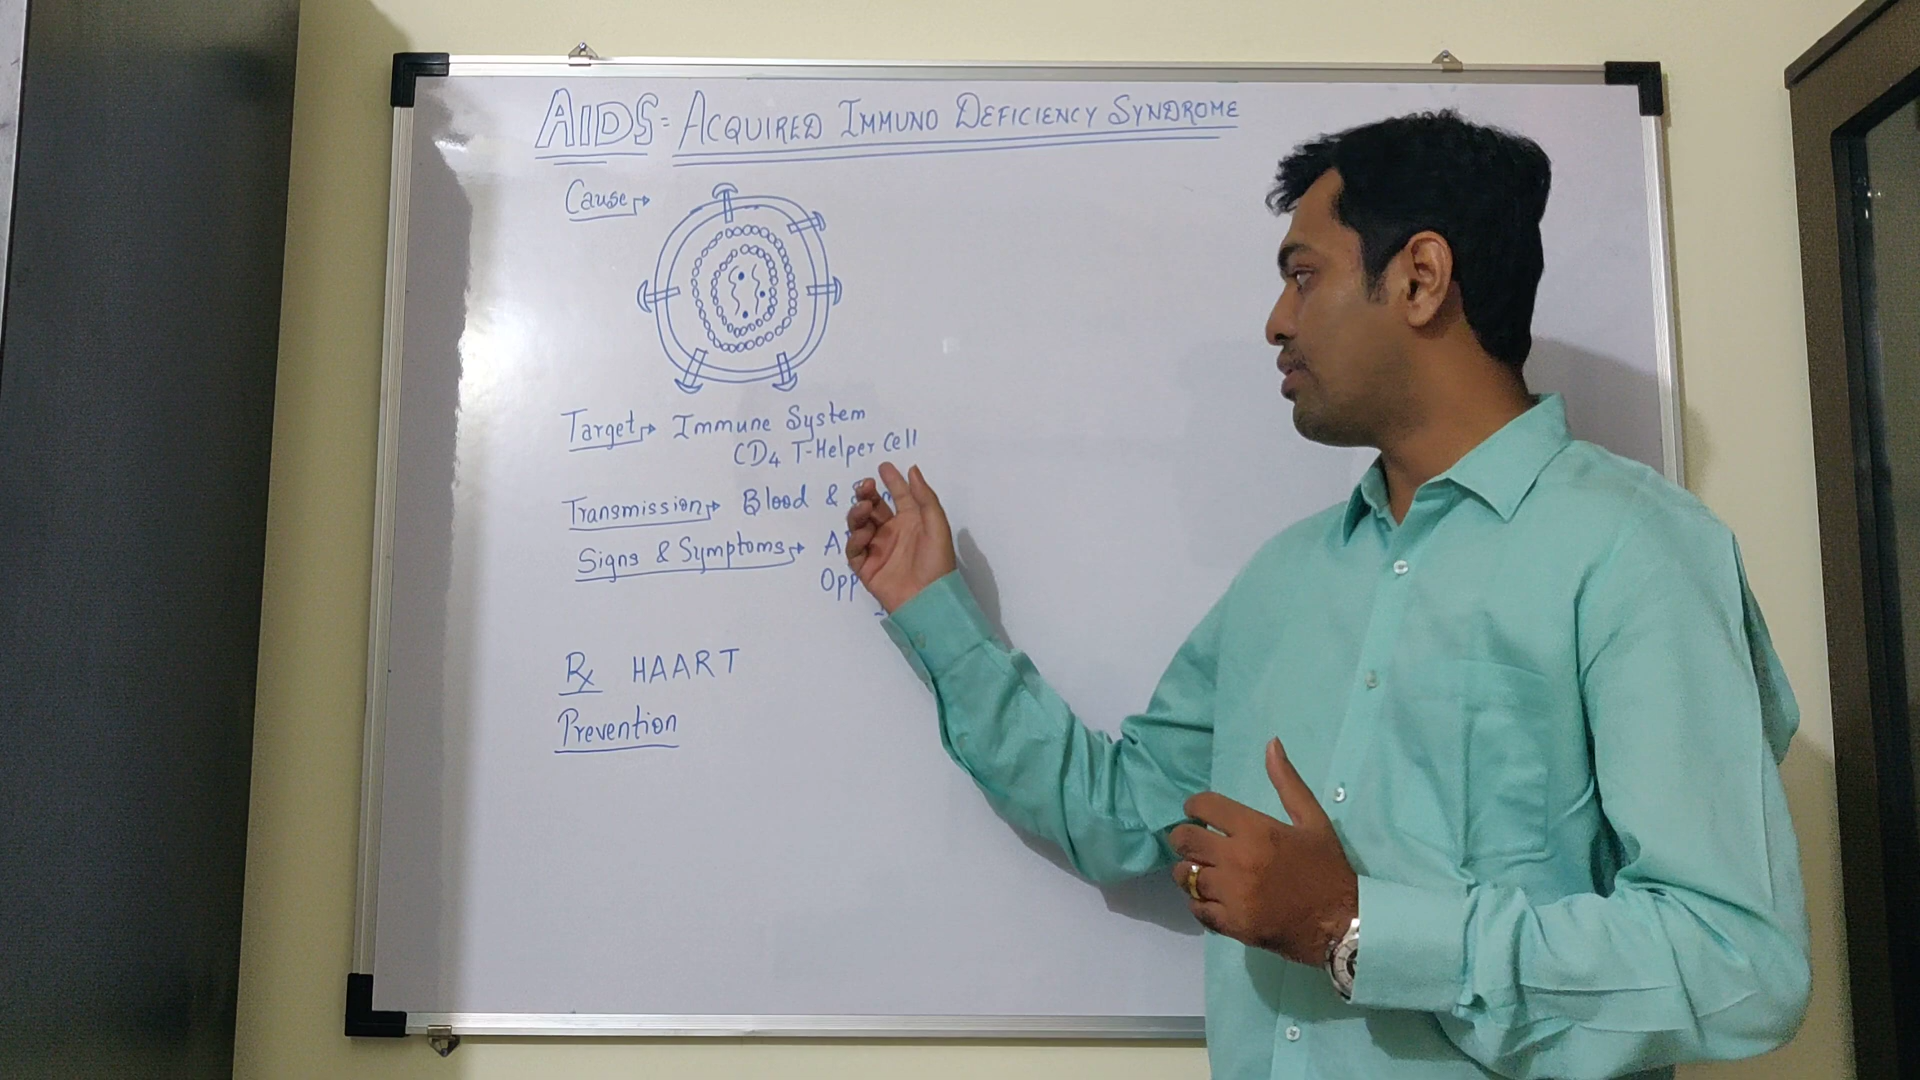 AIDS = ACQUIRED IMMUNO DEFICIENCY SYNDROME
Cause →
Target → Immune System
CD4 T-Helper Cell
Transmission → Blood &
Signs & Symptoms →
Rx HAART
Prevention